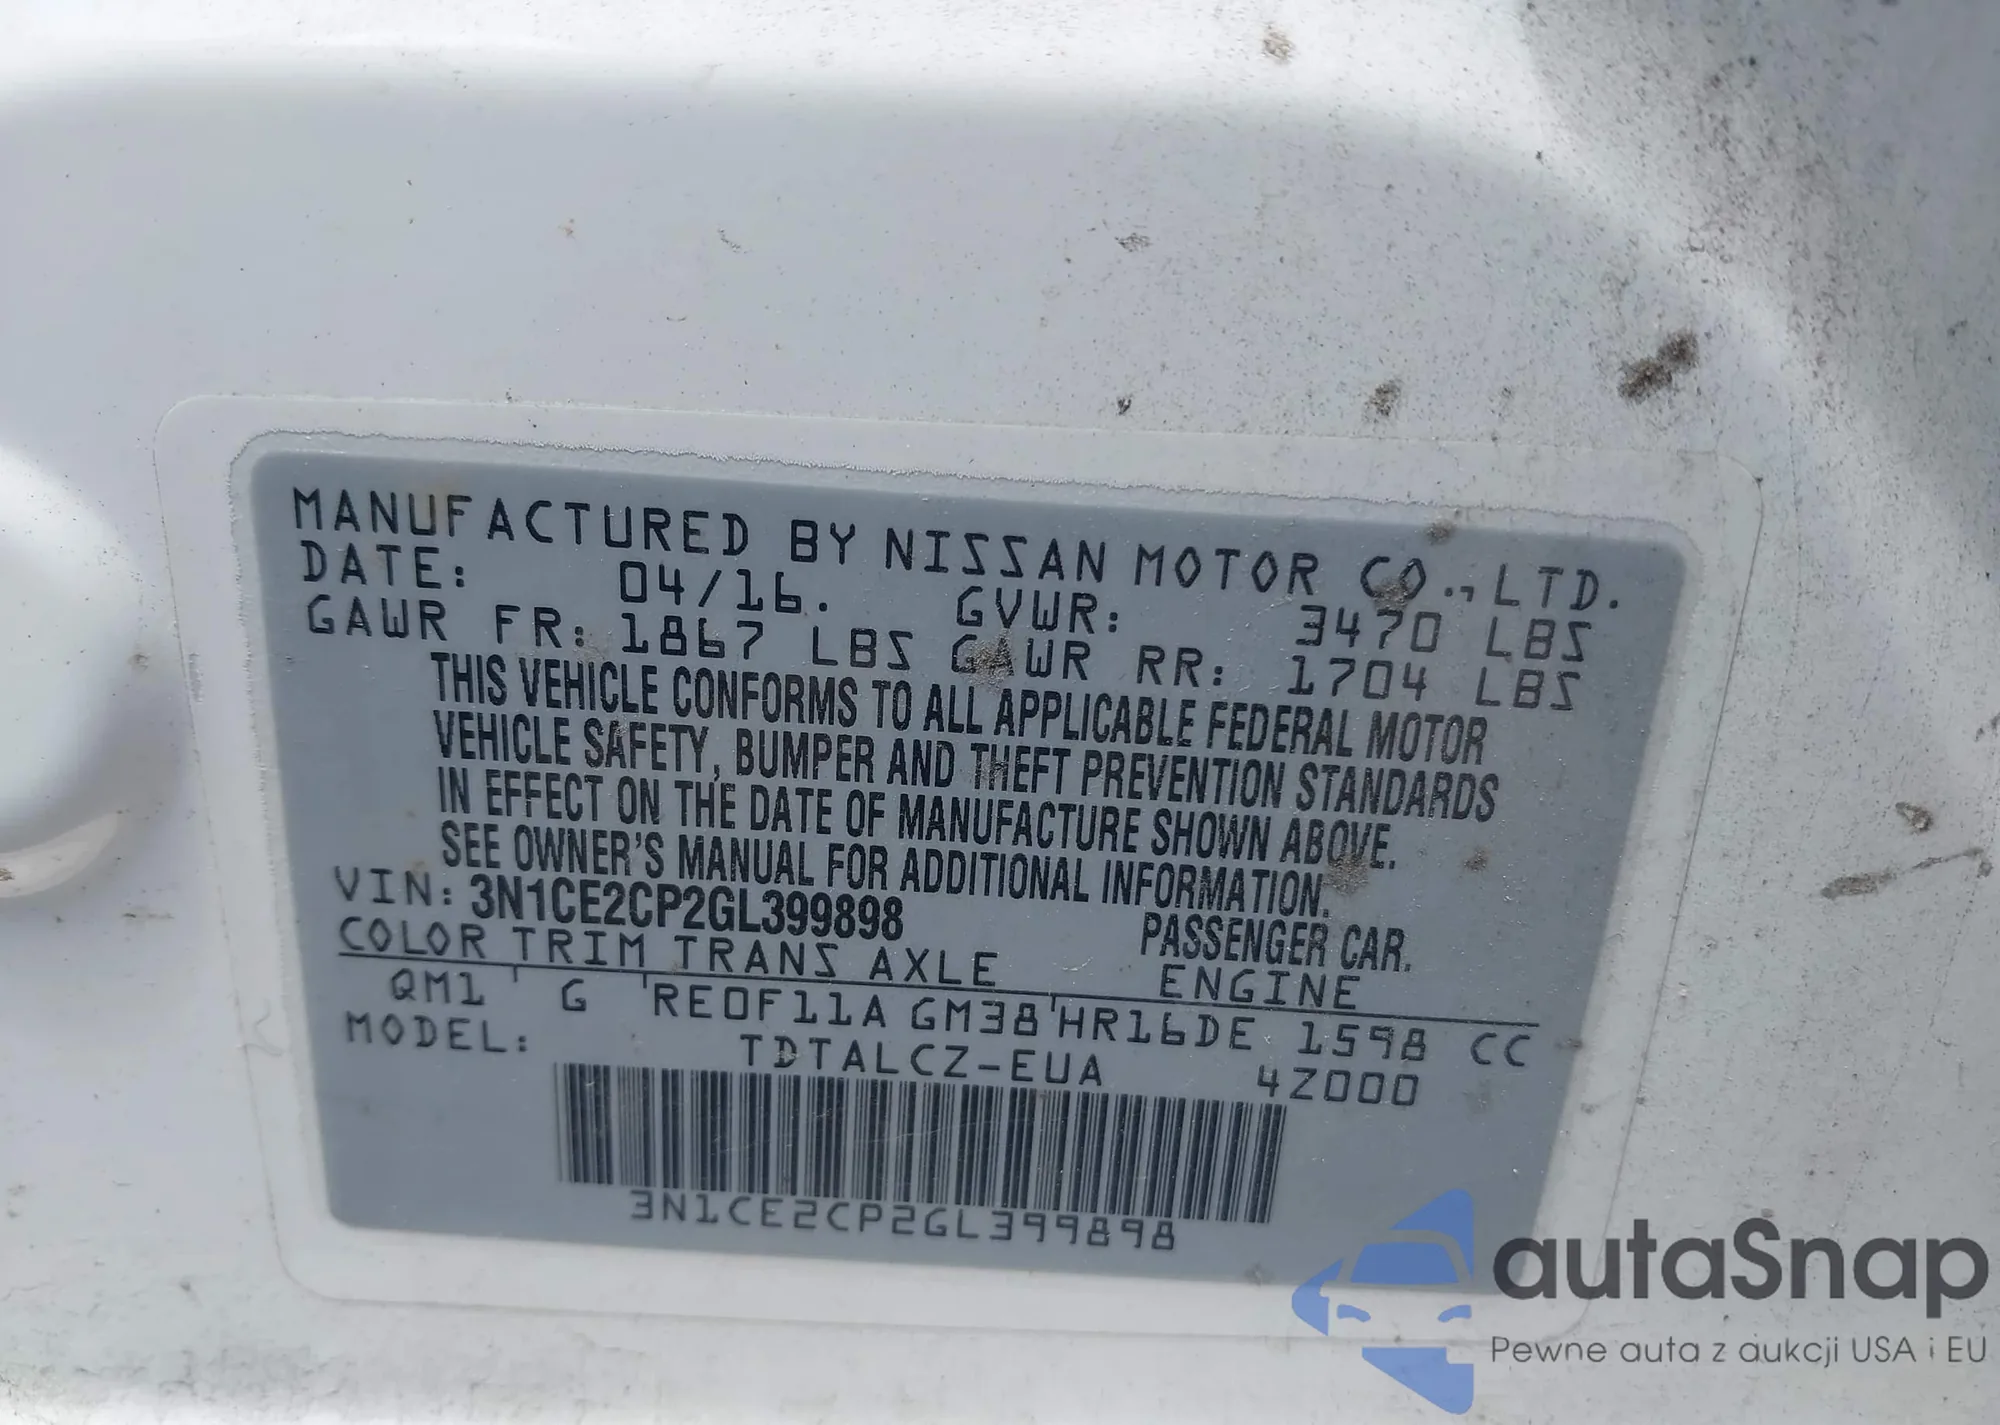 MANUFACTURED BY NISSAN MOTOR CO., LTD.
DATE: 04/16. GVWR: 3470 LBS
GAWR FR: 1867 LBS GAWR RR: 1704 LBS
THIS VEHICLE CONFORMS TO ALL APPLICABLE FEDERAL MOTOR
VEHICLE SAFETY, BUMPER AND THEFT PREVENTION STANDARDS
IN EFFECT ON THE DATE OF MANUFACTURE SHOWN ABOVE.
SEE OWNER'S MANUAL FOR ADDITIONAL INFORMATION.
VIN: 3N1CE2CP2GL399898 PASSENGER CAR.
COLOR TRIM TRANS AXLE ENGINE
QM1 G RE0F11A GM38 HR16DE 1598 CC
MODEL: TDTALCZ-EUA 4Z000
3N1CE2CP2GL399898
autaSnap
Pewne auta z aukcji USA i EU